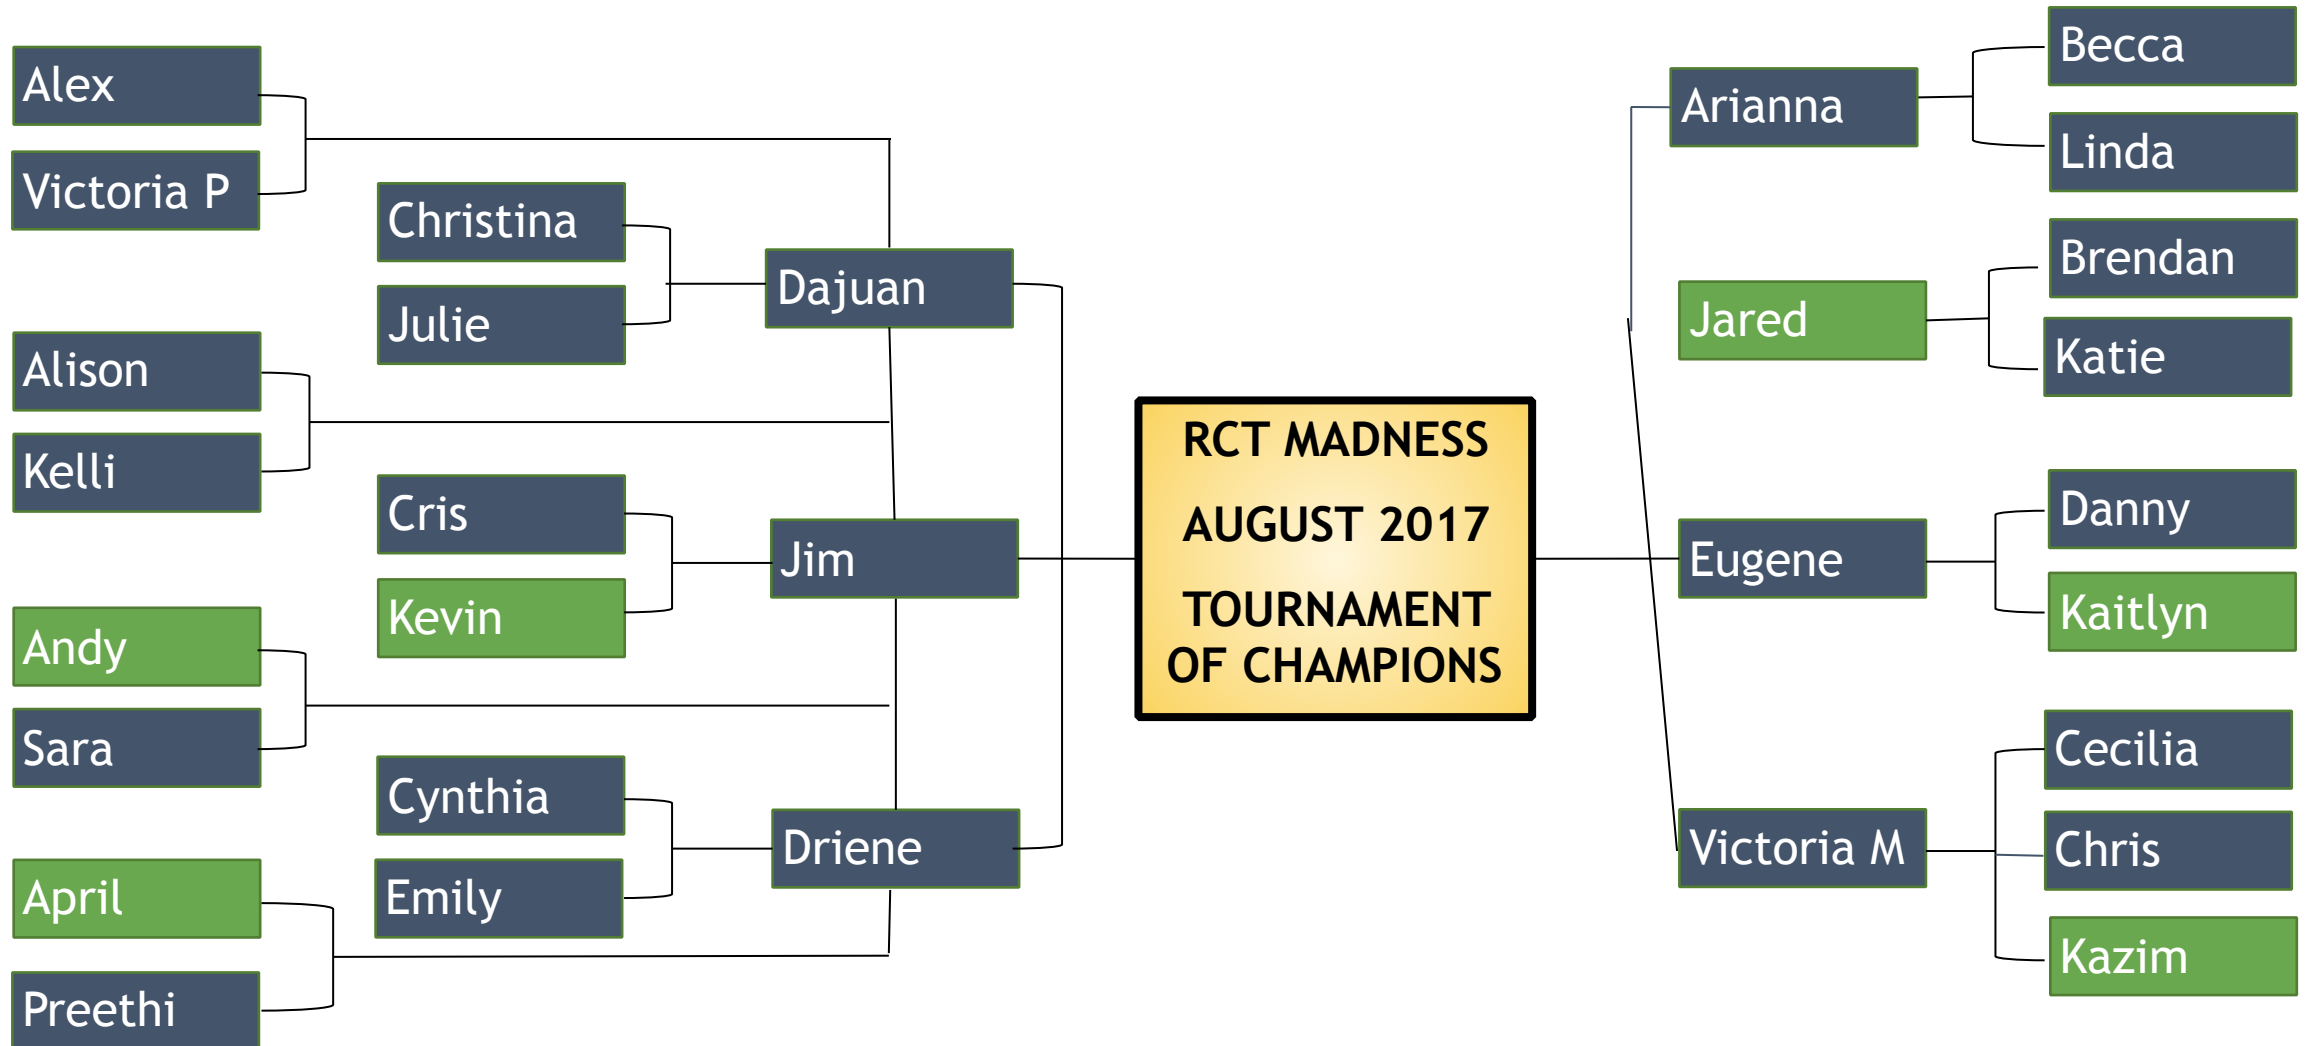 Alex
Victoria P
Alison
Kelli
Andy
Sara
April
Preethi
Christina
Julie
Cris
Kevin
Cynthia
Emily
Dajuan
Jim
Driene
RCT MADNESS
AUGUST 2017
TOURNAMENT
OF CHAMPIONS
Arianna
Jared
Eugene
Victoria M
Becca
Linda
Brendan
Katie
Danny
Kaitlyn
Cecilia
Chris
Kazim